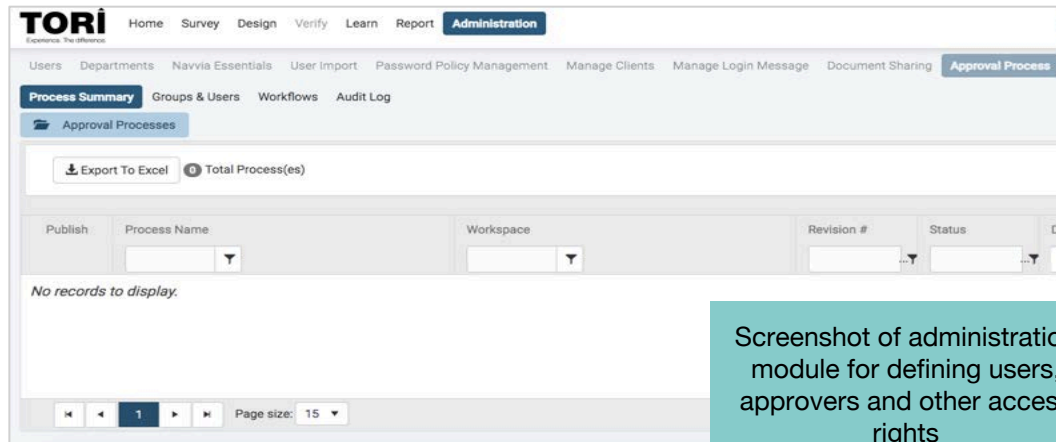 TORÎ Home Survey Design Verify Learn Report Administration
Experience. The difference.
Users Departments Navvia Essentials User Import Password Policy Management Manage Clients Manage Login Message Document Sharing Approval Process
Process Summary Groups & Users Workflows Audit Log
Approval Processes
Export To Excel 0 Total Process(es)
Publish Process Name Workspace Revision # Status D
No records to display.
1 Page size: 15
Screenshot of administratio
module for defining users,
approvers and other acces
rights